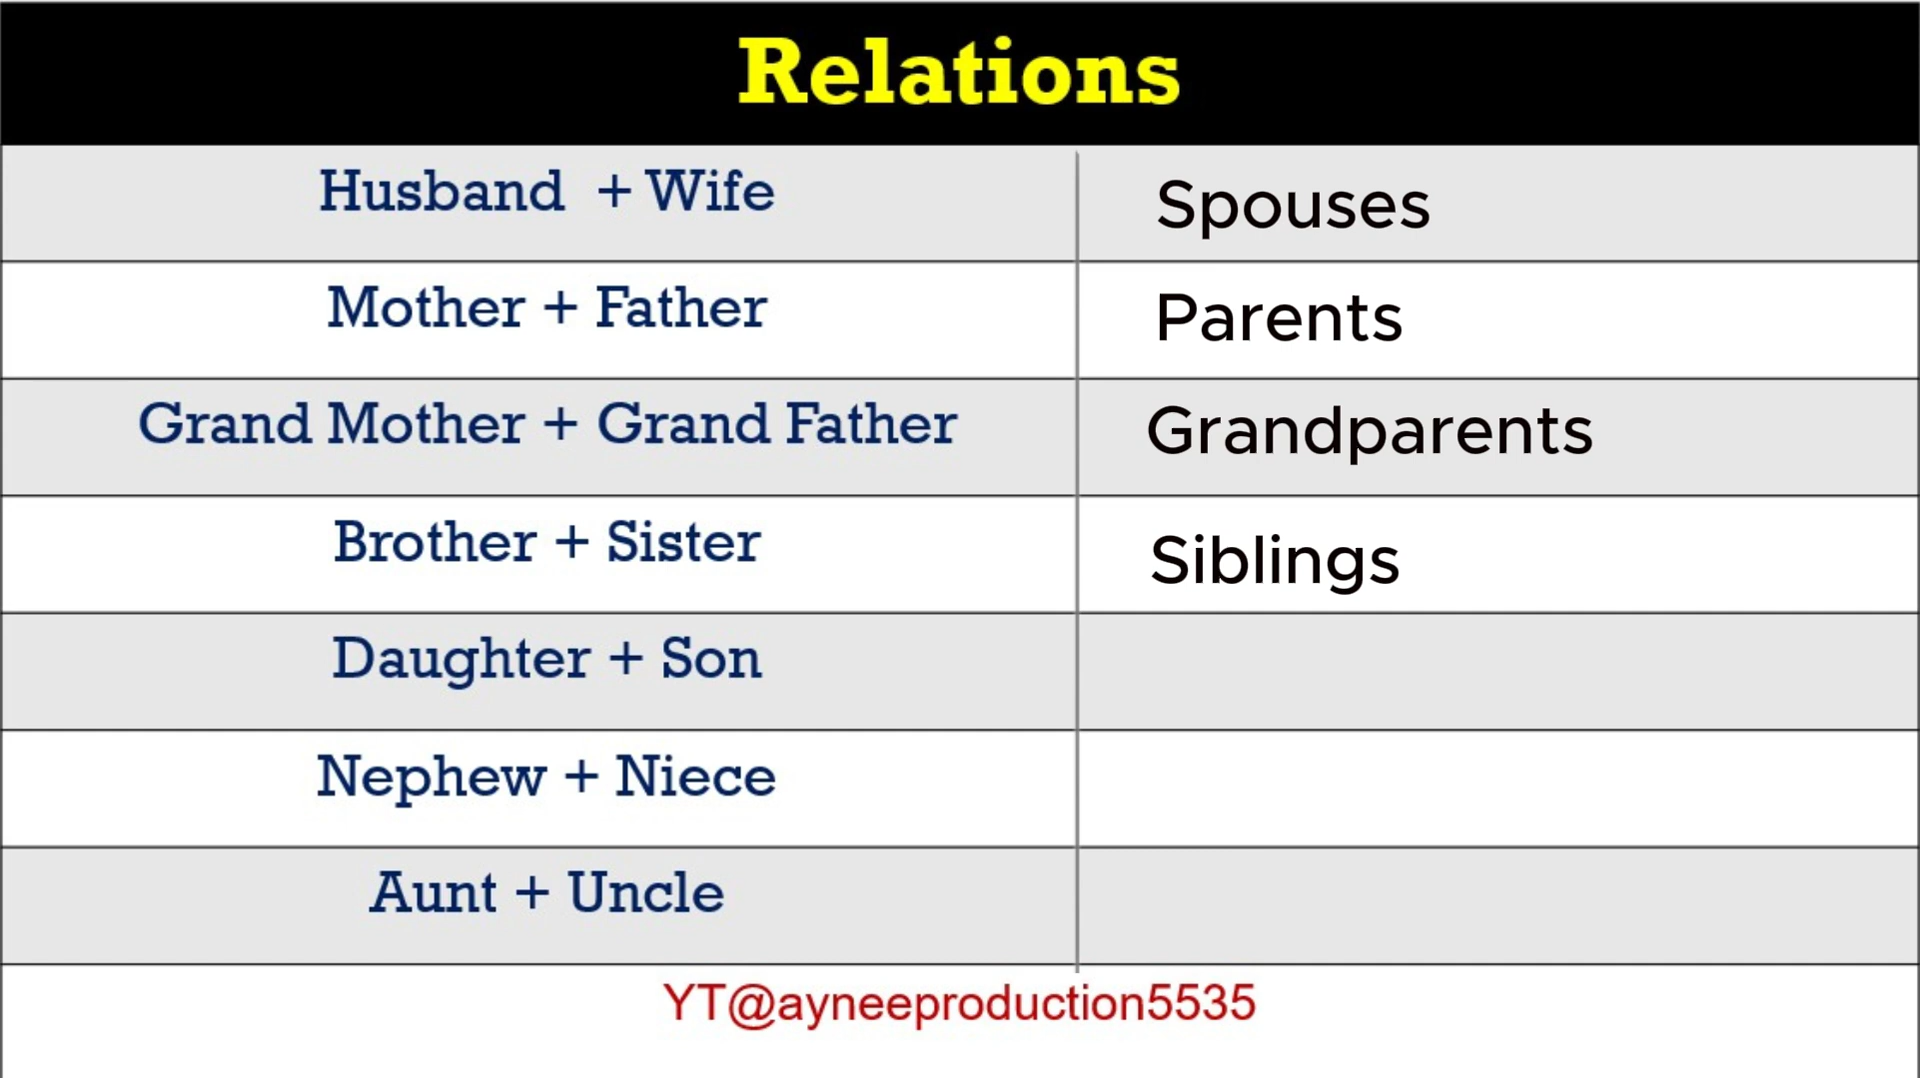 Relations
Husband + Wife
Spouses
Mother + Father
Parents
Grand Mother + Grand Father
Grandparents
Brother + Sister
Siblings
Daughter + Son
Nephew + Niece
Aunt + Uncle
YT@ayneeproduction5535